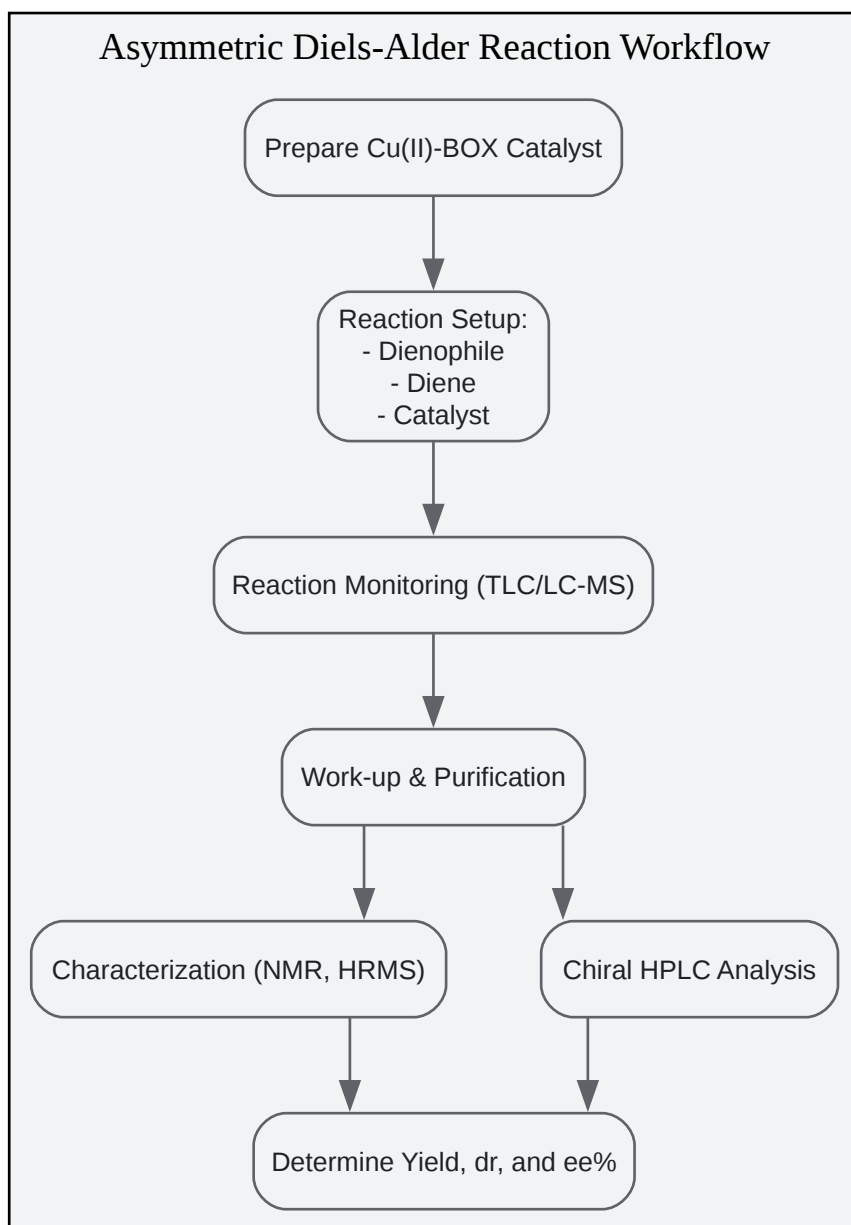 Asymmetric Diels-Alder Reaction Workflow
Prepare Cu(II)-BOX Catalyst
Reaction Setup:
- Dienophile
- Diene
- Catalyst
Reaction Monitoring (TLC/LC-MS)
Work-up & Purification
Characterization (NMR, HRMS)
Chiral HPLC Analysis
Determine Yield, dr, and ee%